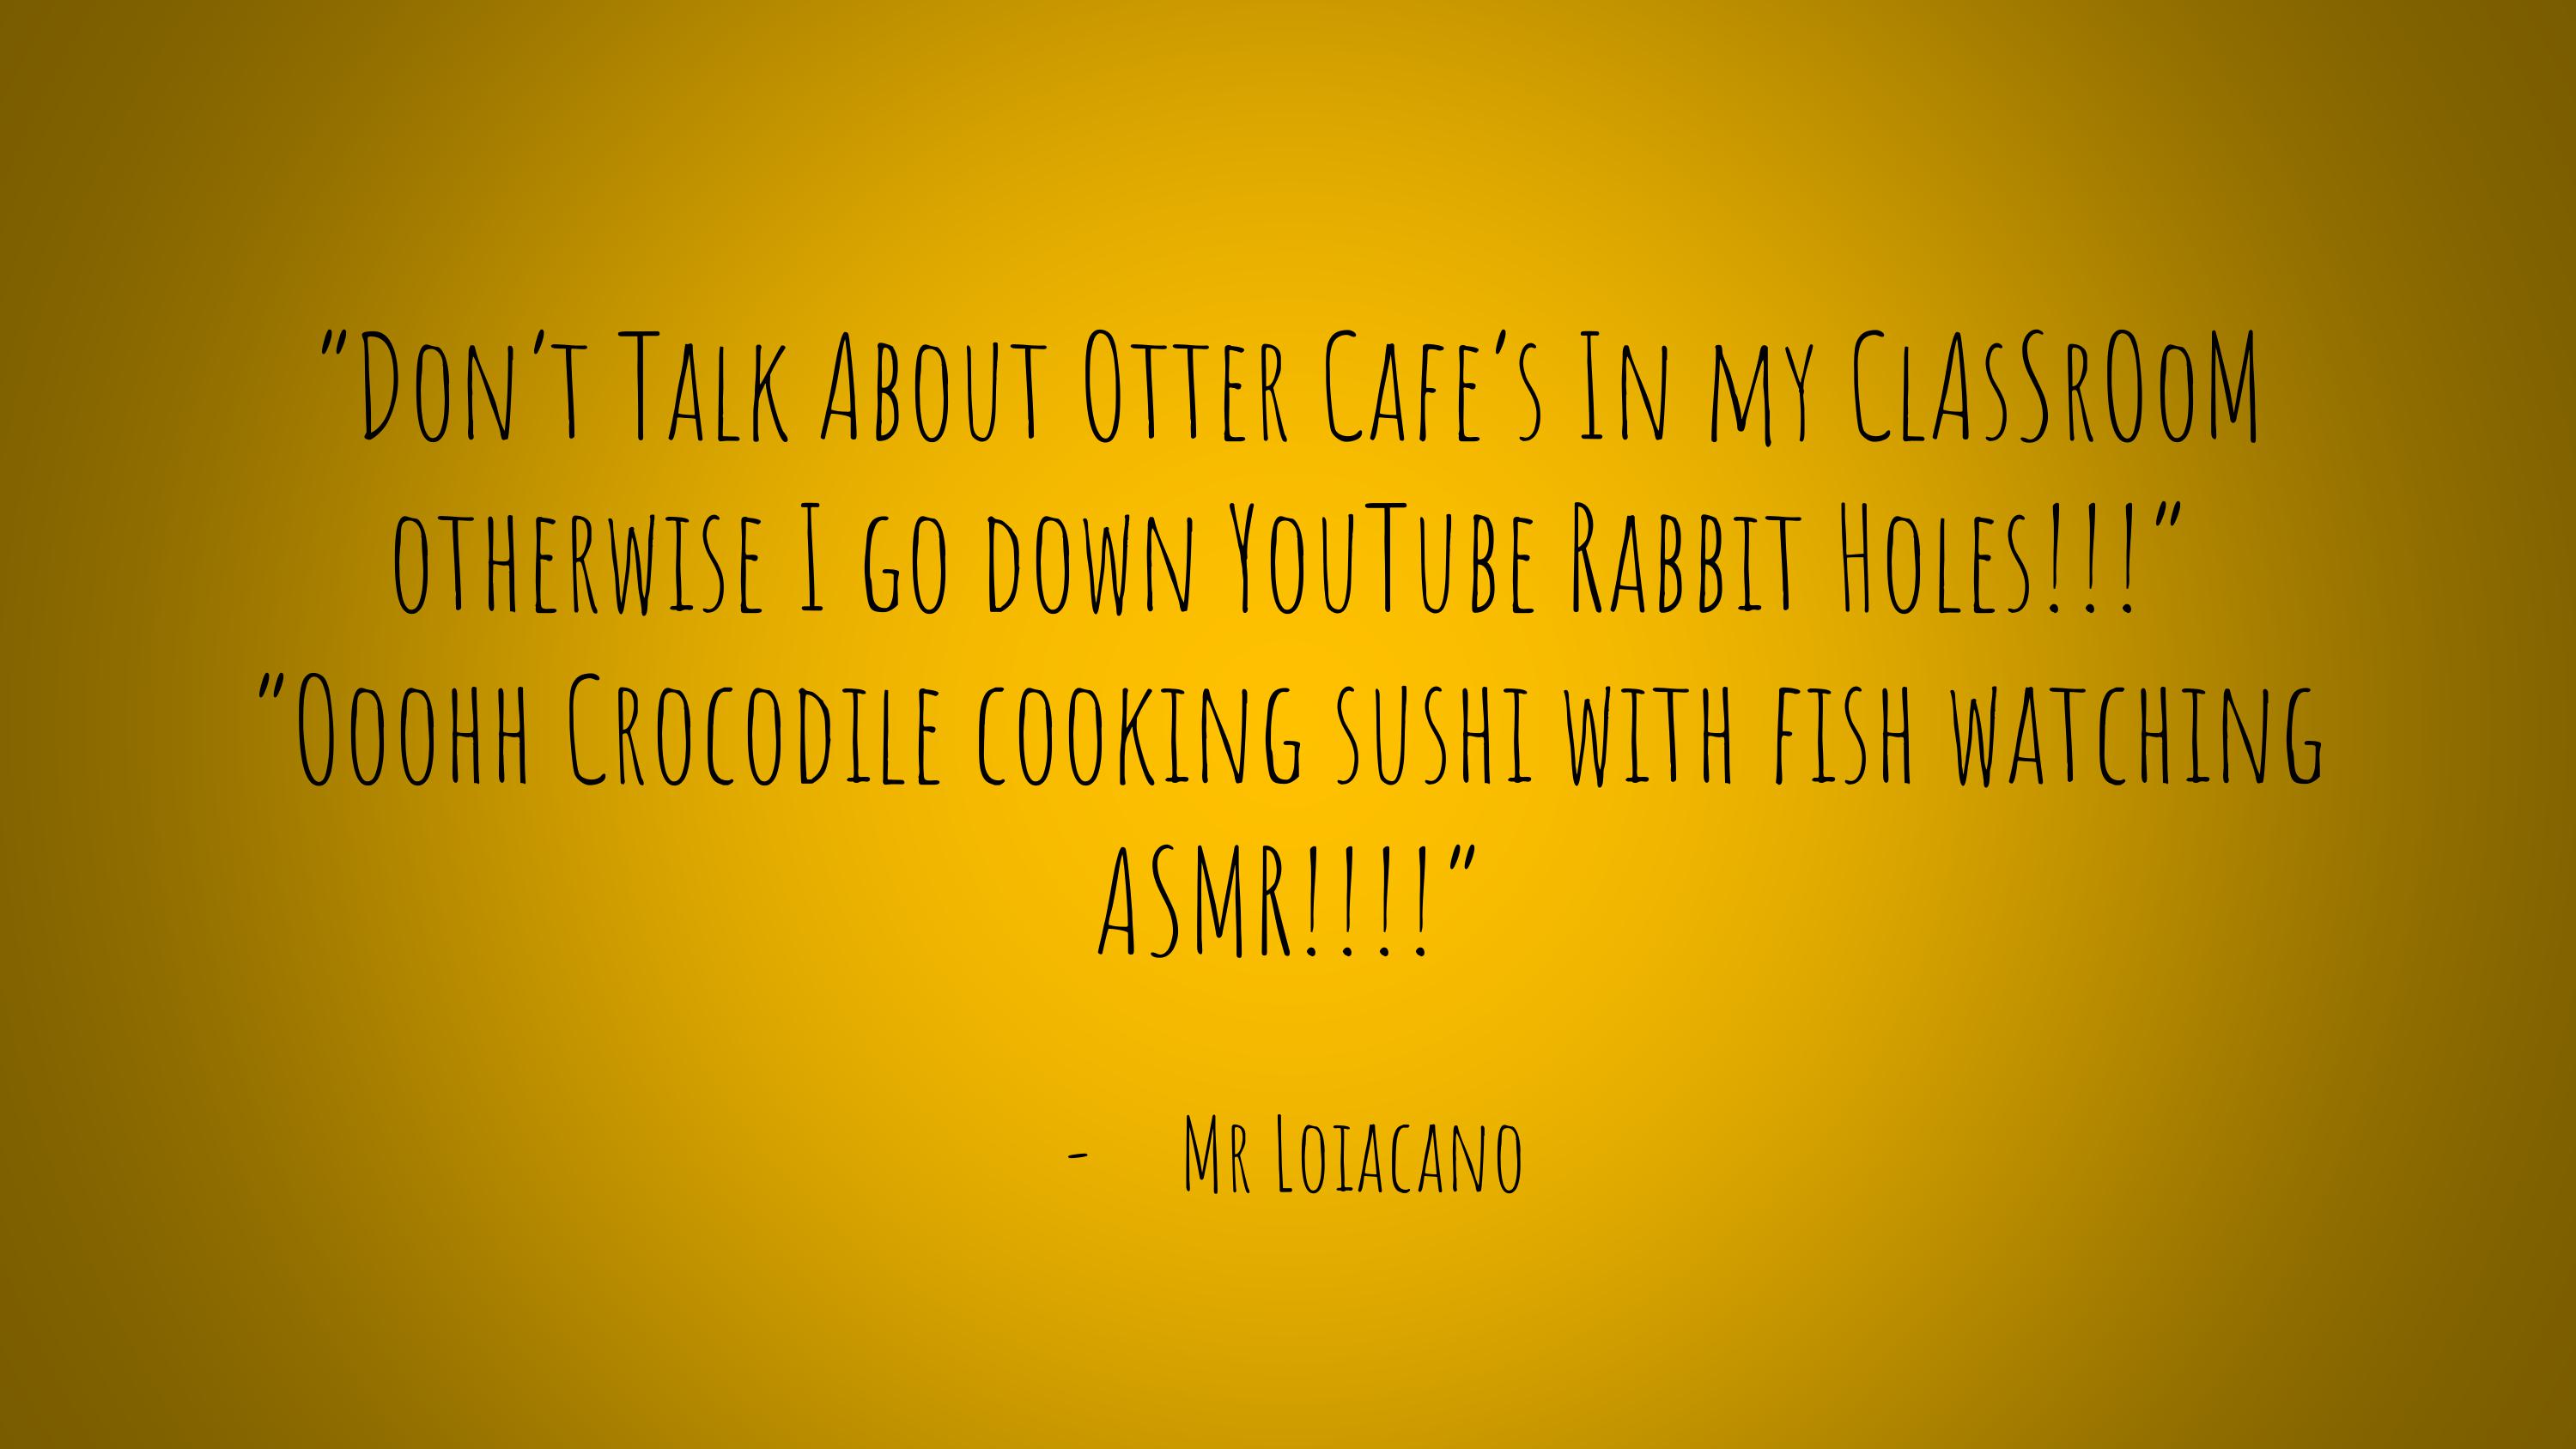 "Don't Talk About Otter Cafe's In my ClAsSrOoM
otherwise I go down YouTube Rabbit Holes!!!"
"Ooohh Crocodile cooking sushi with fish watching
ASMR!!!!"
- Mr Loiacano